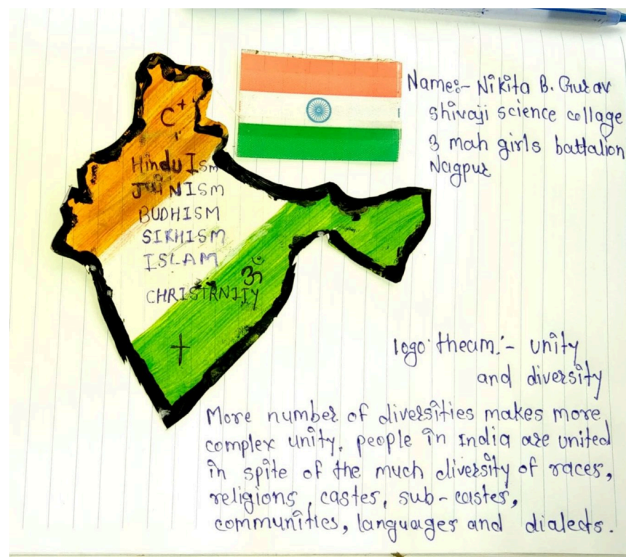 Name:- Nikita B. Gurav
shivaji science collage
3 mah girls battalion
Nagpur
C+
HinduIsm
JAINISM
BUDHISM
SIKHISM
ISLAM
CHRISTANITY
ॐ
logo theam:- unity
and diversity
More number of diversities makes more
complex unity. people in India are united
in spite of the much diversity of races,
religions, castes, sub-castes,
communities, languages and dialects.